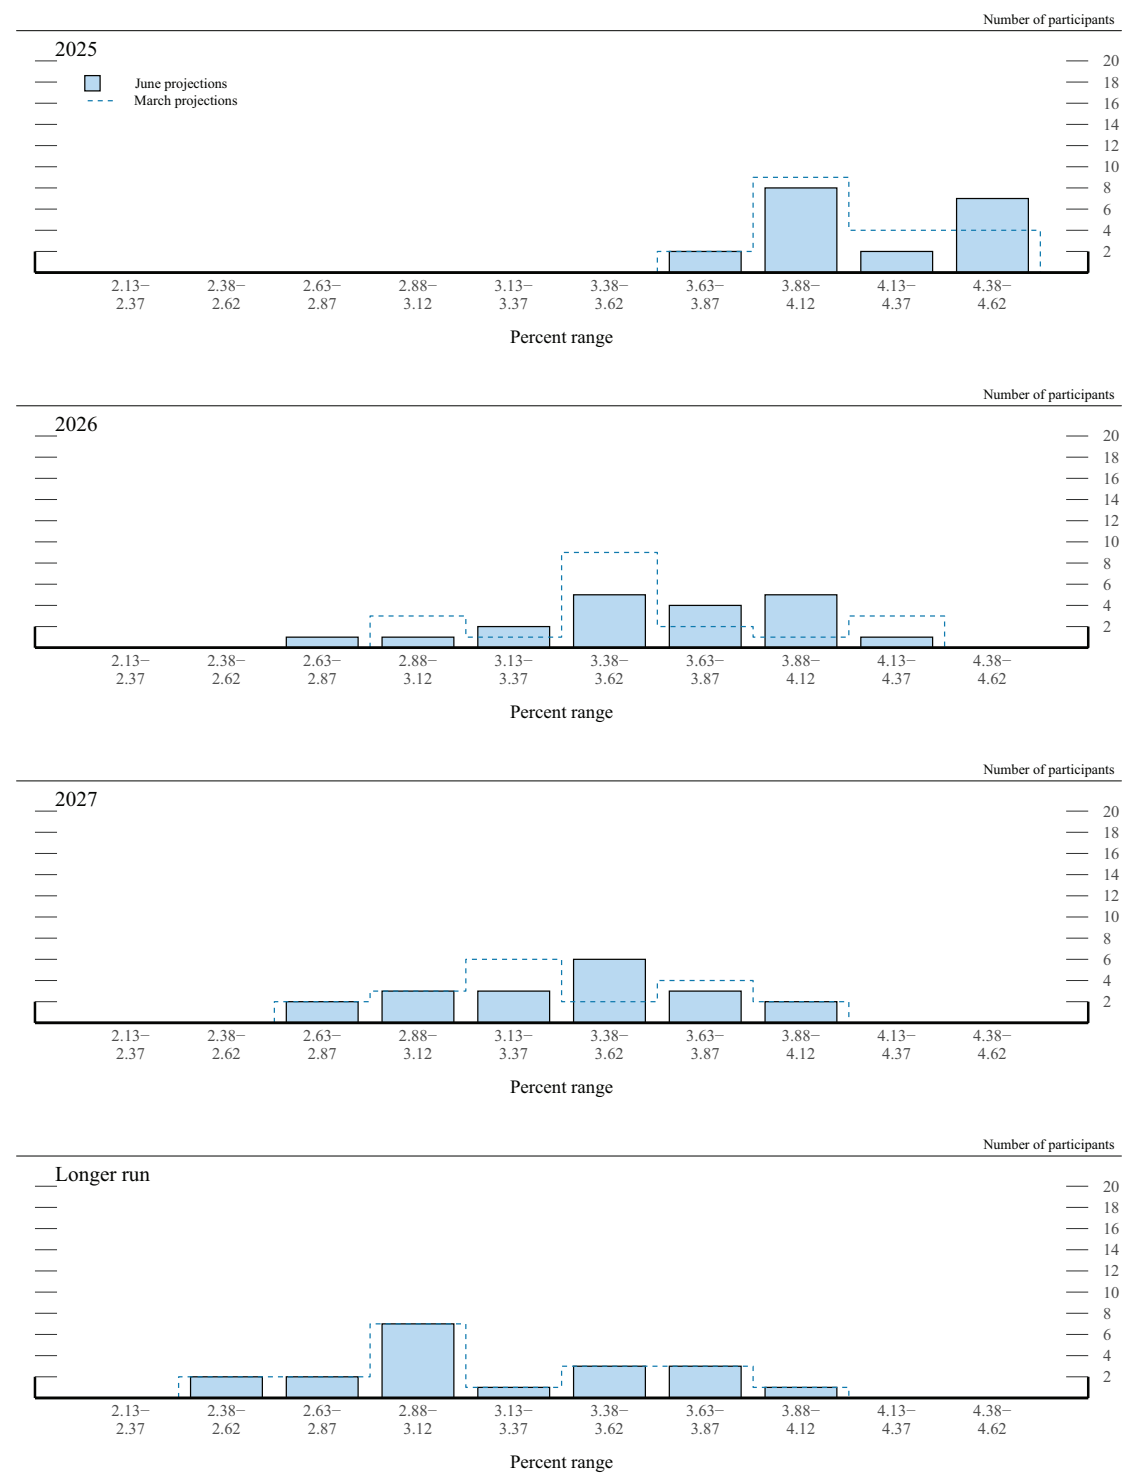 Number of participants
2025
June projections
March projections
20
18
16
14
12
10
8
6
4
2
2.13− 2.38− 2.63− 2.88− 3.13− 3.38− 3.63− 3.88− 4.13− 4.38−
2.37 2.62 2.87 3.12 3.37 3.62 3.87 4.12 4.37 4.62
Percent range
Number of participants
2026
20
18
16
14
12
10
8
6
4
2
2.13− 2.38− 2.63− 2.88− 3.13− 3.38− 3.63− 3.88− 4.13− 4.38−
2.37 2.62 2.87 3.12 3.37 3.62 3.87 4.12 4.37 4.62
Percent range
Number of participants
2027
20
18
16
14
12
10
8
6
4
2
2.13− 2.38− 2.63− 2.88− 3.13− 3.38− 3.63− 3.88− 4.13− 4.38−
2.37 2.62 2.87 3.12 3.37 3.62 3.87 4.12 4.37 4.62
Percent range
Number of participants
Longer run
20
18
16
14
12
10
8
6
4
2
2.13− 2.38− 2.63− 2.88− 3.13− 3.38− 3.63− 3.88− 4.13− 4.38−
2.37 2.62 2.87 3.12 3.37 3.62 3.87 4.12 4.37 4.62
Percent range